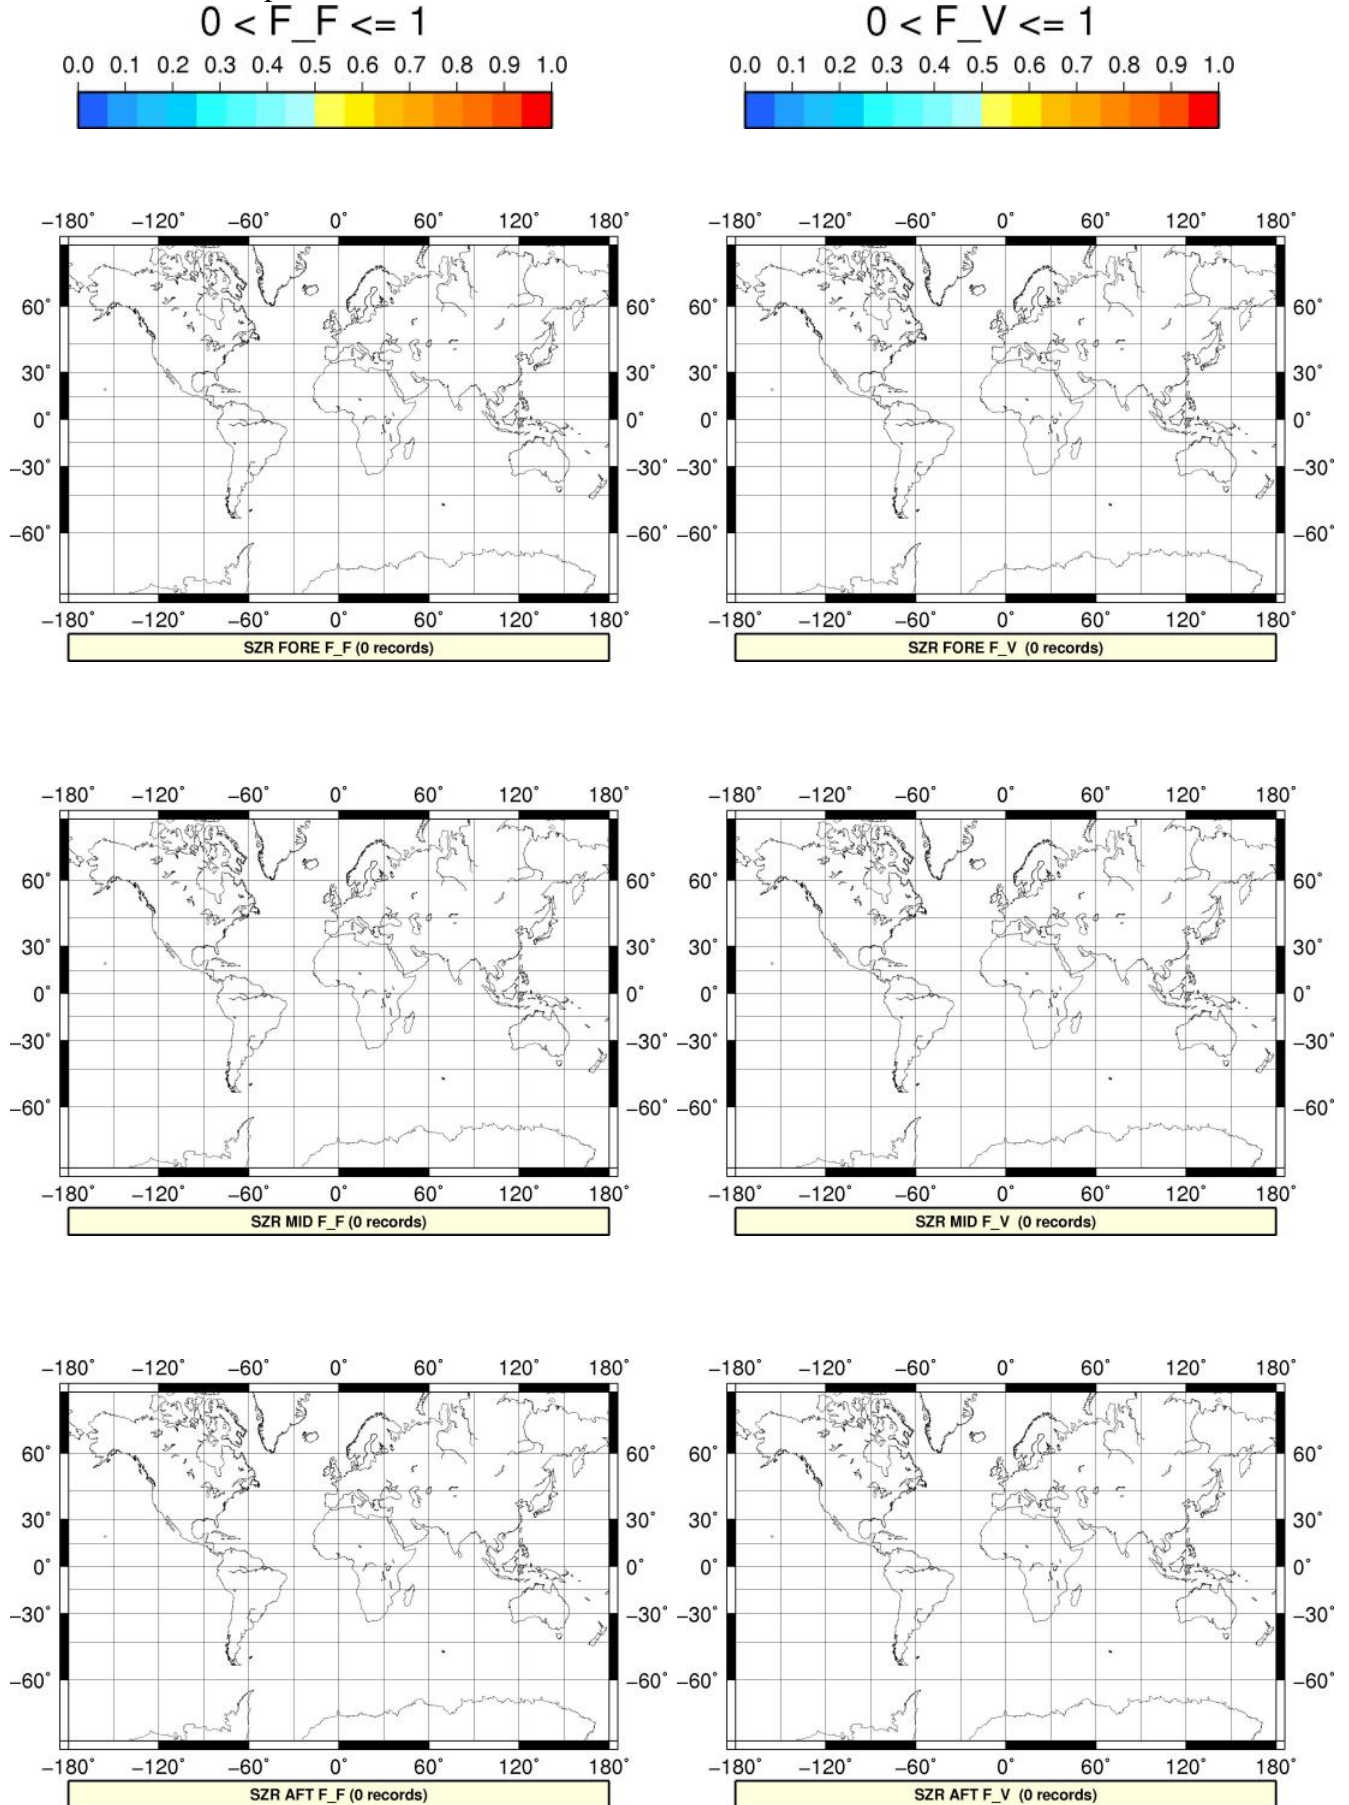 0 < F_F <= 1
0 < F_V <= 1
0.0 0.1 0.2 0.3 0.4 0.5 0.6 0.7 0.8 0.9 1.0
0.0 0.1 0.2 0.3 0.4 0.5 0.6 0.7 0.8 0.9 1.0
−180˚ −120˚ −60˚ 0˚ 60˚ 120˚ 180˚
−180˚ −120˚ −60˚ 0˚ 60˚ 120˚ 180˚
60˚ 60˚ 60˚ 60˚
30˚ 30˚ 30˚ 30˚
0˚ 0˚ 0˚ 0˚
−30˚ −30˚ −30˚ −30˚
−60˚ −60˚ −60˚ −60˚
−180˚ −120˚ −60˚ 0˚ 60˚ 120˚ 180˚
−180˚ −120˚ −60˚ 0˚ 60˚ 120˚ 180˚
SZR FORE F_F (0 records)
SZR FORE F_V (0 records)
−180˚ −120˚ −60˚ 0˚ 60˚ 120˚ 180˚
−180˚ −120˚ −60˚ 0˚ 60˚ 120˚ 180˚
60˚ 60˚ 60˚ 60˚
30˚ 30˚ 30˚ 30˚
0˚ 0˚ 0˚ 0˚
−30˚ −30˚ −30˚ −30˚
−60˚ −60˚ −60˚ −60˚
−180˚ −120˚ −60˚ 0˚ 60˚ 120˚ 180˚
−180˚ −120˚ −60˚ 0˚ 60˚ 120˚ 180˚
SZR MID F_F (0 records)
SZR MID F_V (0 records)
−180˚ −120˚ −60˚ 0˚ 60˚ 120˚ 180˚
−180˚ −120˚ −60˚ 0˚ 60˚ 120˚ 180˚
60˚ 60˚ 60˚ 60˚
30˚ 30˚ 30˚ 30˚
0˚ 0˚ 0˚ 0˚
−30˚ −30˚ −30˚ −30˚
−60˚ −60˚ −60˚ −60˚
−180˚ −120˚ −60˚ 0˚ 60˚ 120˚ 180˚
−180˚ −120˚ −60˚ 0˚ 60˚ 120˚ 180˚
SZR AFT F_F (0 records)
SZR AFT F_V (0 records)